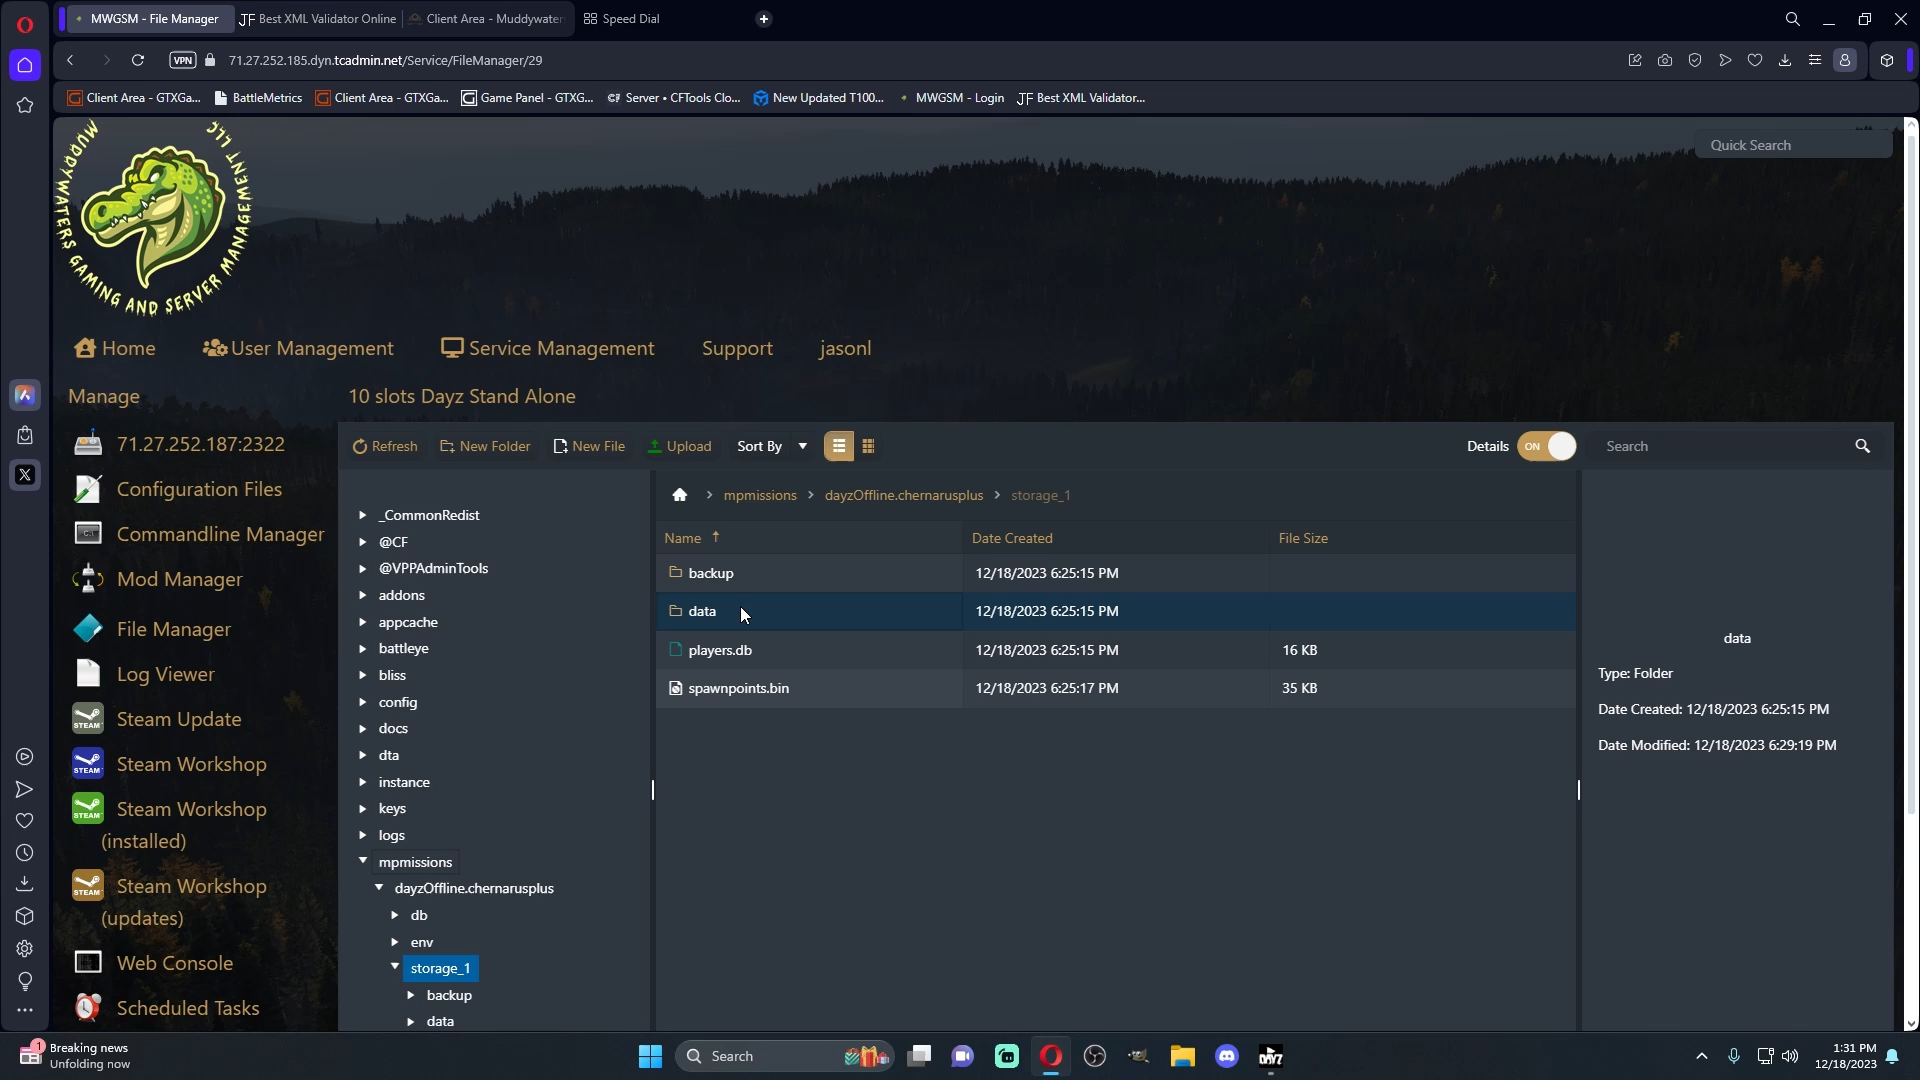 MWGSM - File Manager
JF Best XML Validator Online
Client Area - Muddywater
Speed Dial
VPN
71.27.252.185.dyn.tcadmin.net/Service/FileManager/29
Client Area - GTXGa...
BattleMetrics
Client Area - GTXGa...
Game Panel - GTXG...
CF Server • CFTools Clo...
New Updated T100...
MWGSM - Login
JF Best XML Validator...
MUDDYWATERS GAMING AND SERVER MANAGEMENT LLC
Quick Search
Home
User Management
Service Management
Support
jasonl
Manage
10 slots Dayz Stand Alone
71.27.252.187:2322
Configuration Files
Commandline Manager
Mod Manager
File Manager
Log Viewer
STEAM
Steam Update
STEAM
Steam Workshop
STEAM
Steam Workshop
(installed)
STEAM
Steam Workshop
(updates)
Web Console
Scheduled Tasks
Refresh
New Folder
New File
Upload
Sort By
Details
ON
Search
_CommonRedist
@CF
@VPPAdminTools
addons
appcache
battleye
bliss
config
docs
dta
instance
keys
logs
mpmissions
dayzOffline.chernarusplus
db
env
storage_1
backup
data
mpmissions > dayzOffline.chernarusplus > storage_1
Name Date Created File Size
backup 12/18/2023 6:25:15 PM
data 12/18/2023 6:25:15 PM
players.db 12/18/2023 6:25:15 PM 16 KB
spawnpoints.bin 12/18/2023 6:25:17 PM 35 KB
data
Type: Folder
Date Created: 12/18/2023 6:25:15 PM
Date Modified: 12/18/2023 6:29:19 PM
1
Breaking news
Unfolding now
Search
DAYZ
1:31 PM
12/18/2023